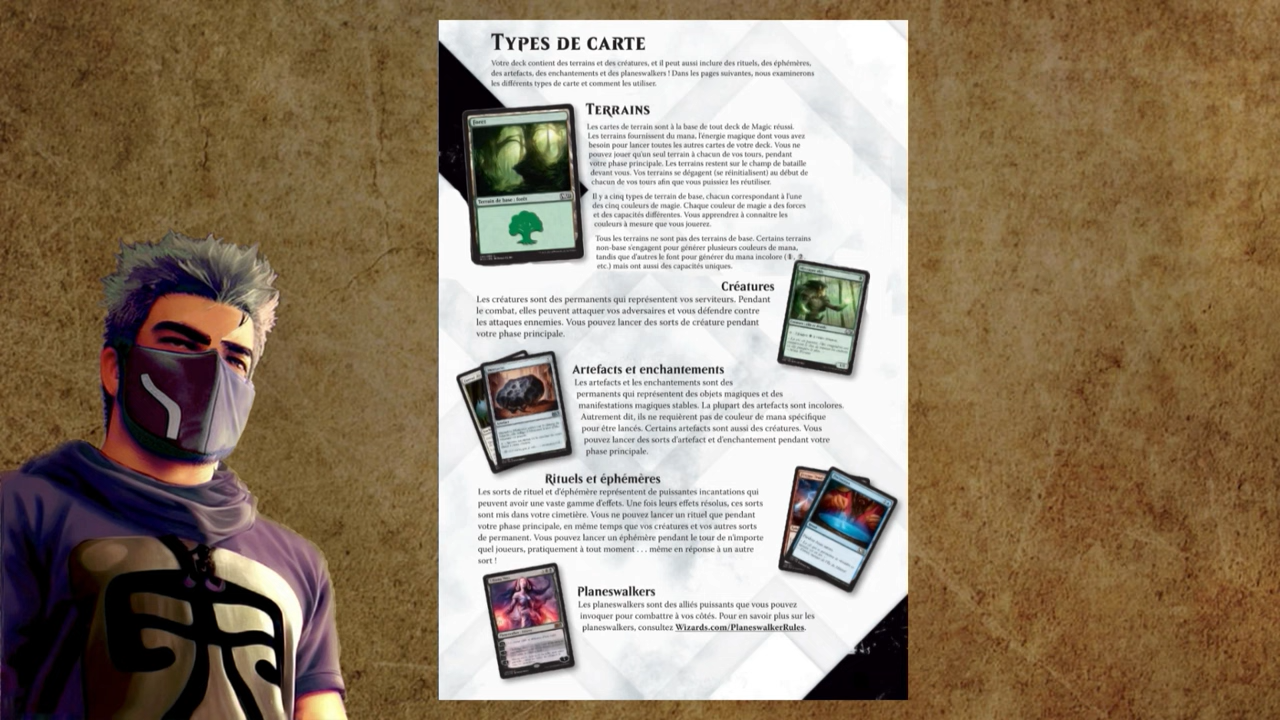 Types de carte
Votre deck contient des terrains et des créatures, et il peut aussi inclure des rituels, des éphémères,
des artefacts, des enchantements et des planeswalkers ! Dans les pages suivantes, nous examinerons
les différents types de carte et comment les utiliser.
Terrains
Les cartes de terrain sont à la base de tout deck de Magic réussi.
Les terrains fournissent du mana, l'énergie magique dont vous avez
besoin pour lancer toutes les autres cartes de votre deck. Vous ne
pouvez jouer qu'un seul terrain à chacun de vos tours, pendant
votre phase principale. Les terrains restent sur le champ de bataille
devant vous. Vos terrains se dégagent (se réinitialisent) au début de
chacun de vos tours afin que vous puissiez les réutiliser.
Il y a cinq types de terrain de base, chacun correspondant à l'une
des cinq couleurs de magie. Chaque couleur de magie a des forces
et des capacités différentes. Vous apprendrez à connaître les
couleurs à mesure que vous jouerez.
Tous les terrains ne sont pas des terrains de base. Certains terrains
non-base s'engagent pour générer plusieurs couleurs de mana,
tandis que d'autres le font pour générer du mana incolore (
etc.) mais ont aussi des capacités uniques.
Forêt
Terrain de base : forêt
Créatures
Les créatures sont des permanents qui représentent vos serviteurs. Pendant
le combat, elles peuvent attaquer vos adversaires et vous défendre contre
les attaques ennemies. Vous pouvez lancer des sorts de créature pendant
votre phase principale.
Artefacts et enchantements
Les artefacts et les enchantements sont des
permanents qui représentent des objets magiques et des
manifestations magiques stables. La plupart des artefacts sont incolores.
Autrement dit, ils ne requièrent pas de couleur de mana spécifique
pour être lancés. Certains artefacts sont aussi des créatures. Vous
pouvez lancer des sorts d'artefact et d'enchantement pendant votre
phase principale.
Rituels et éphémères
Les sorts de rituel et d'éphémère représentent de puissantes incantations qui
peuvent avoir une vaste gamme d'effets. Une fois leurs effets résolus, ces sorts
sont mis dans votre cimetière. Vous ne pouvez lancer un rituel que pendant
votre phase principale, en même temps que vos créatures et vos autres sorts
de permanent. Vous pouvez lancer un éphémère pendant le tour de n'importe
quel joueurs, pratiquement à tout moment . . . même en réponse à un autre
sort !
Planeswalkers
Les planeswalkers sont des alliés puissants que vous pouvez
invoquer pour combattre à vos côtés. Pour en savoir plus sur les
planeswalkers, consultez Wizards.com/PlaneswalkerRules.